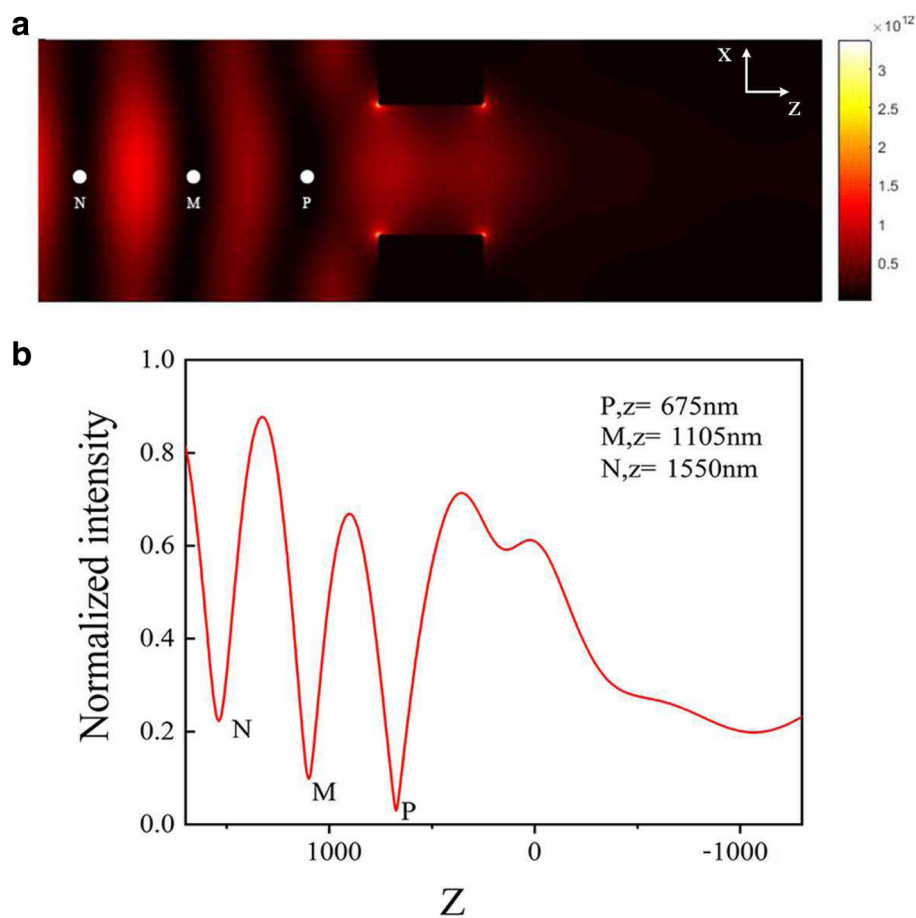 a
×10¹²
X
Z
3
2.5
2
1.5
1
0.5
N
M
P
b
1.0
0.8
0.6
0.4
0.2
0.0
Normalized intensity
P,z= 675nm
M,z= 1105nm
N,z= 1550nm
N
M
P
1000
0
-1000
Z